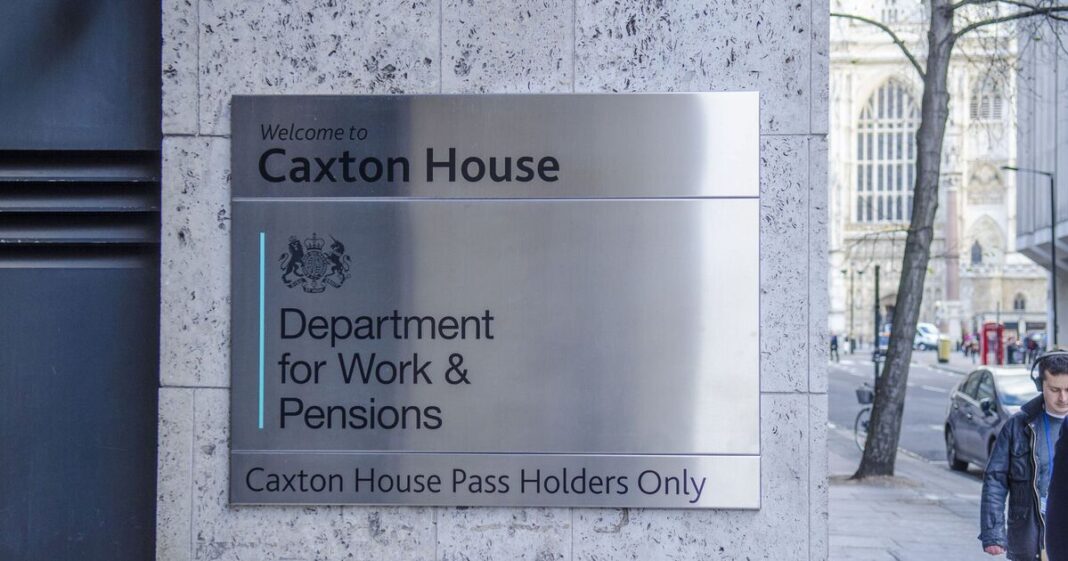 Welcome to
Caxton House
Department
for Work &
Pensions
Caxton House Pass Holders Only